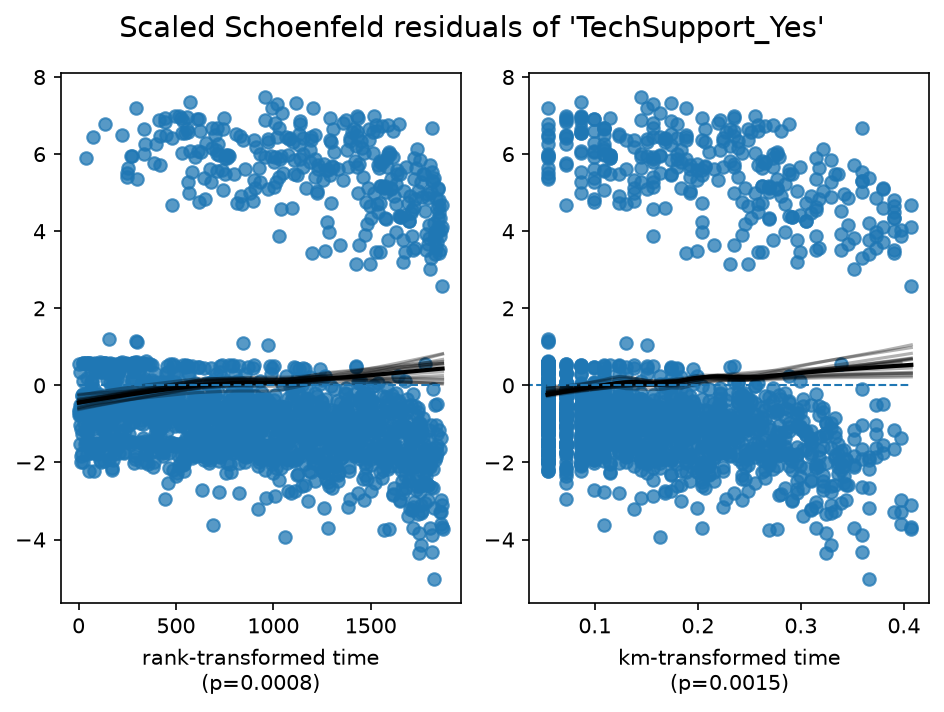 Scaled Schoenfeld residuals of 'TechSupport_Yes'
8
6
4
2
0
−2
−4
0 500 1000 1500
rank-transformed time
(p=0.0008)
8
6
4
2
0
−2
−4
0.1 0.2 0.3 0.4
km-transformed time
(p=0.0015)